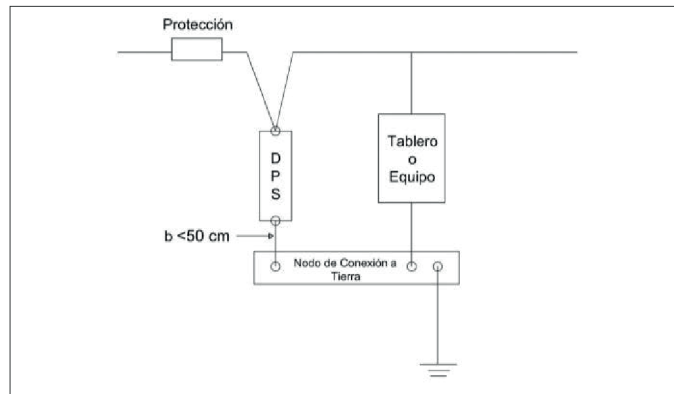 Protección
D
P
S
Tablero
o
Equipo
b <50 cm
Nodo de Conexión a
Tierra